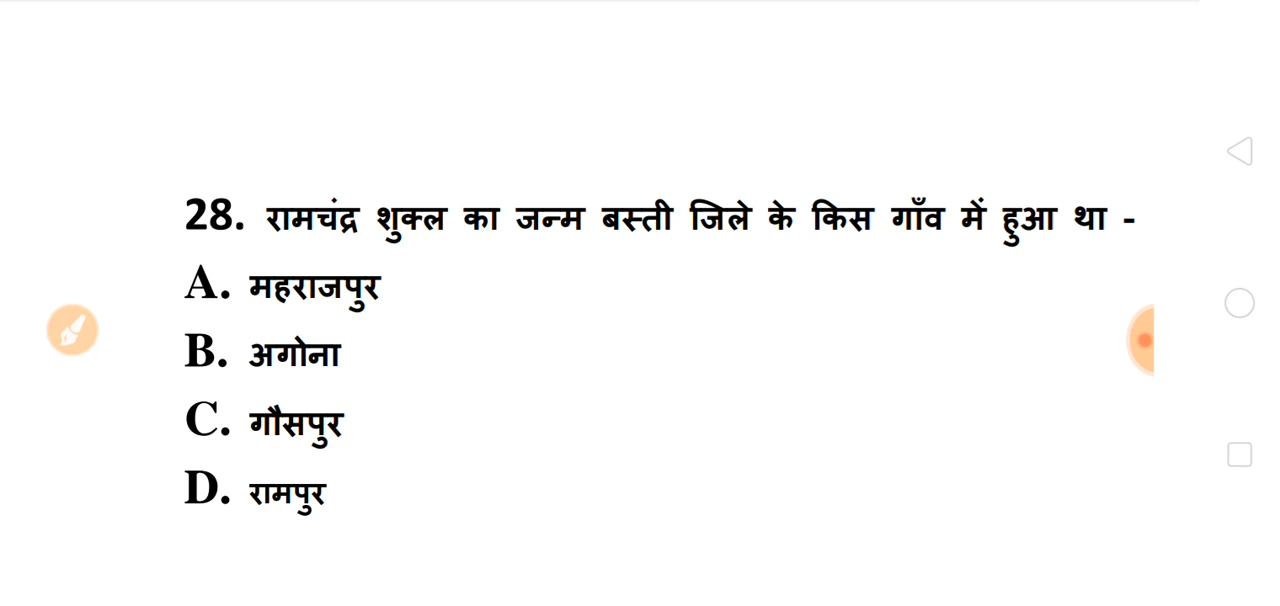 28. रामचंद्र शुक्ल का जन्म बस्ती जिले के किस गाँव में हुआ था -
A. महराजपुर
B. अगोना
C. गौसपुर
D. रामपुर